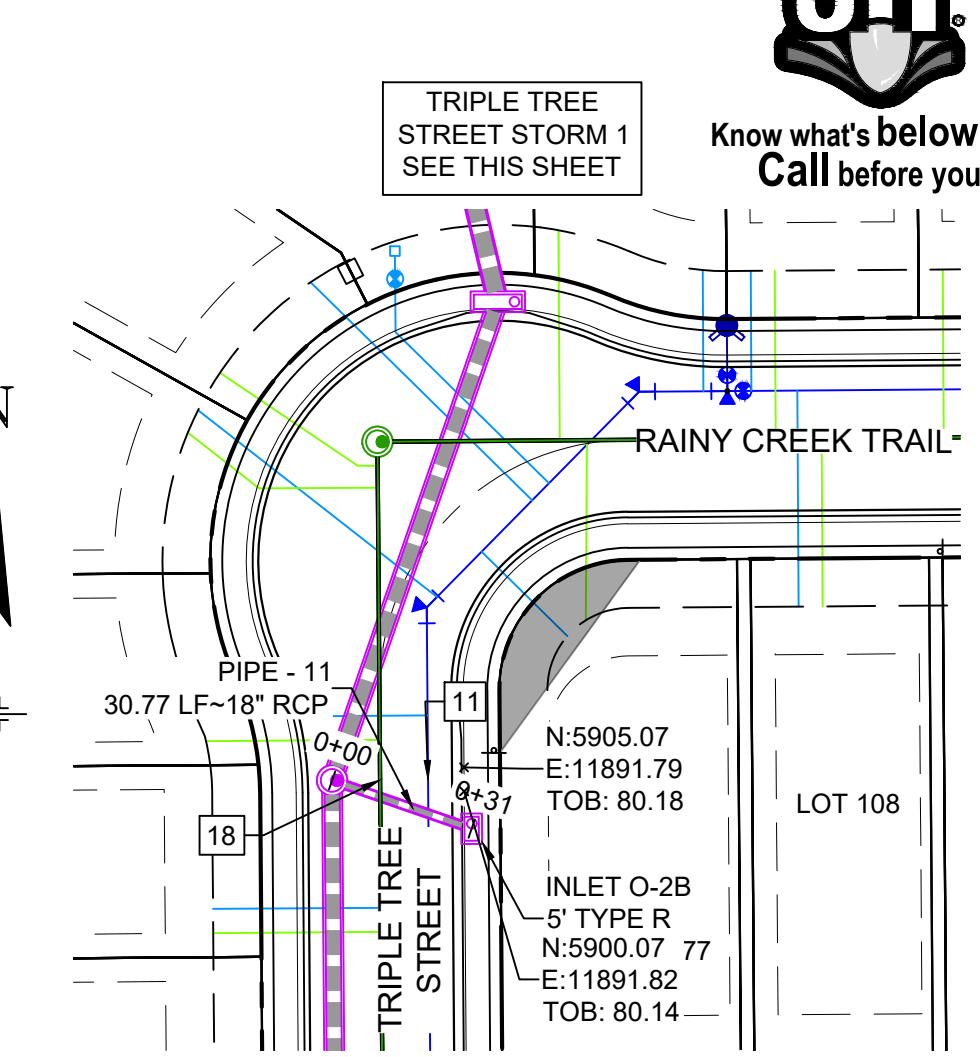 Know what's below
Call before you
TRIPLE TREE
STREET STORM 1
SEE THIS SHEET
N
RAINY CREEK TRAIL
PIPE - 11
30.77 LF~18" RCP
11
0+00
0+31
18
N:5905.07
E:11891.79
TOB: 80.18
LOT 108
TRIPLE TREE
STREET
INLET O-2B
5' TYPE R
N:5900.07
77
E:11891.82
TOB: 80.14